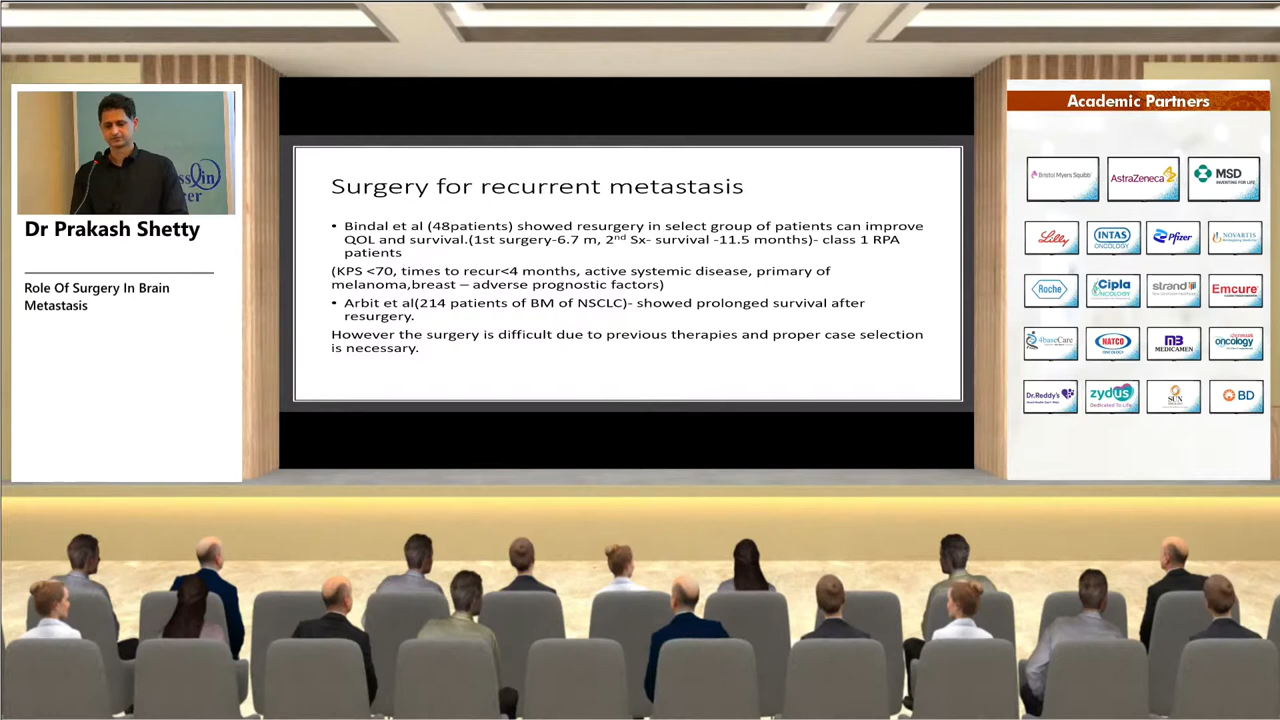 Dr Prakash Shetty
Role Of Surgery In Brain
Metastasis
Surgery for recurrent metastasis
• Bindal et al (48patients) showed resurgery in select group of patients can improve
QOL and survival.(1st surgery-6.7 m, 2nd Sx- survival -11.5 months)- class 1 RPA
patients
(KPS <70, times to recur<4 months, active systemic disease, primary of
melanoma,breast – adverse prognostic factors)
• Arbit et al(214 patients of BM of NSCLC)- showed prolonged survival after
resurgery.
However the surgery is difficult due to previous therapies and proper case selection
is necessary.
Academic Partners
Bristol Myers Squibb
AstraZeneca
MSD
INVENTING FOR LIFE
Lilly
INTAS
ONCOLOGY
Pfizer
NOVARTIS
Roche
Cipla
ONCOLOGY
strand
Emcure
4baseCare
NATCO
ONCOLOGY
MB
MEDICAMEN
oncology
Dr.Reddy's
zydus
Dedicated To Life
SUN
BD